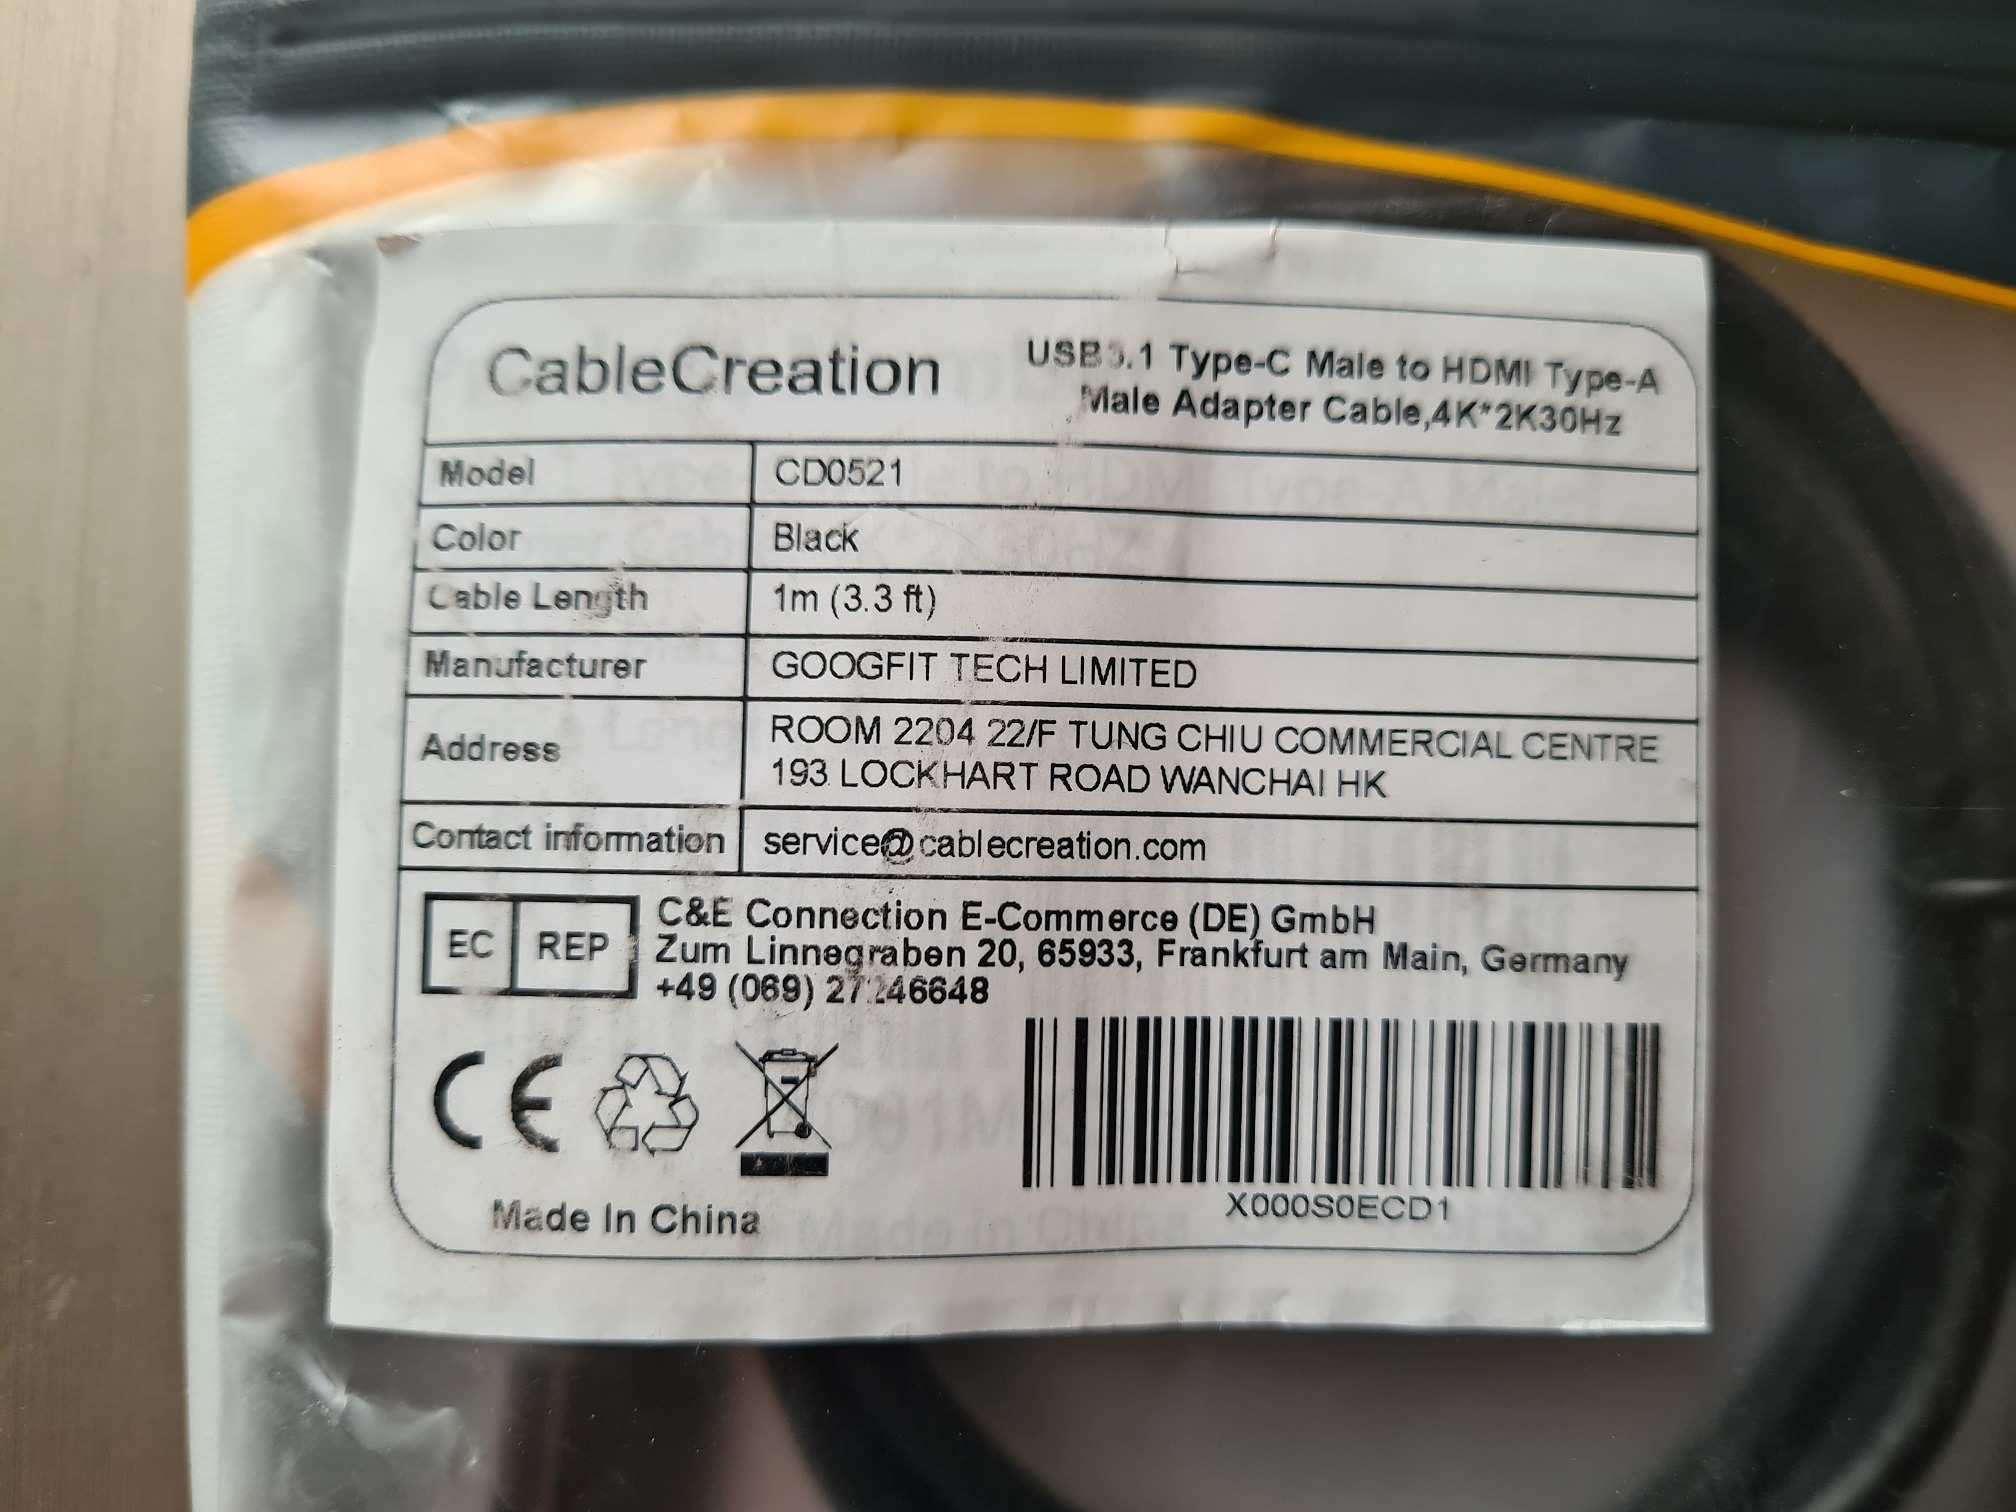 CableCreation
USB3.1 Type-C Male to HDMI Type-A
Male Adapter Cable,4K*2K30Hz
Model CD0521
Color Black
Cable Length 1m (3.3 ft)
Manufacturer GOOGFIT TECH LIMITED
Address ROOM 2204 22/F TUNG CHIU COMMERCIAL CENTRE
193 LOCKHART ROAD WANCHAI HK
Contact information service@cablecreation.com
EC REP
C&E Connection E-Commerce (DE) GmbH
Zum Linnegraben 20, 65933, Frankfurt am Main, Germany
+49 (069) 27246648
CE
X000S0ECD1
Made In China